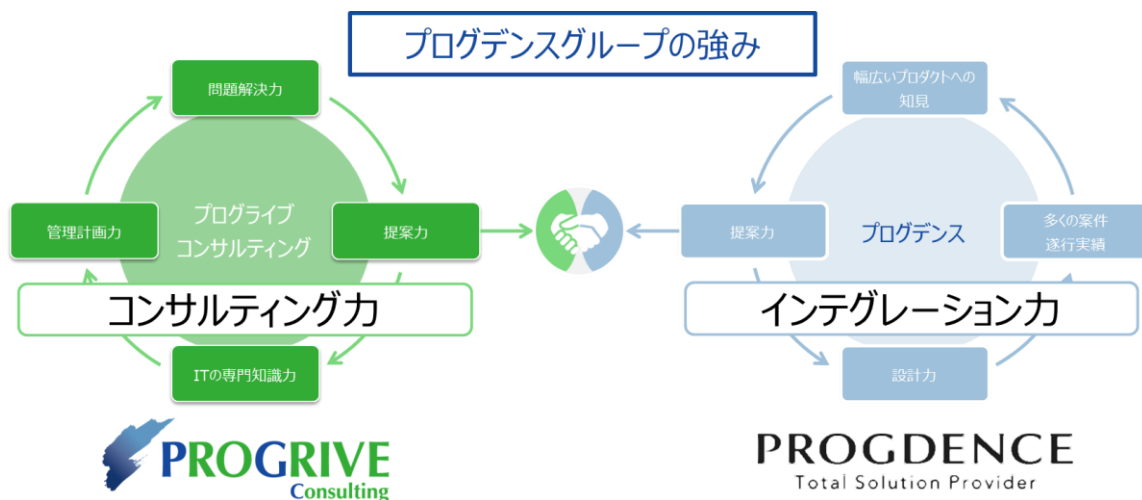 プログデンスグループの強み
問題解決力
管理計画力
プログライブ
コンサルティング
提案力
コンサルティング力
ITの専門知識力
PROGRIVE
Consulting
幅広いプロダクトへの
知見
提案力
プログデンス
多くの案件
遂行実績
インテグレーション力
設計力
PROGDENCE
Total Solution Provider